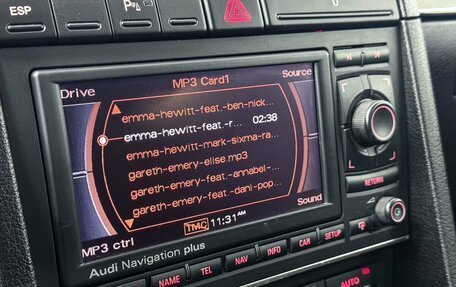 ESP
Drive
MP3 Card1
Source
emma-hewitt-feat.-ben-nick...
emma-hewitt-feat.-r... 02:38
emma-hewitt-mark-sixma-ra...
gareth-emery-elise.mp3
gareth-emery-feat.-annabel-...
gareth-emery-feat.-dani-pop...
MP3 ctrl
TMC 11:31AM
Sound
RETURN
Audi Navigation plus
NAME TEL NAV INFO CAR SETUP
AUTO